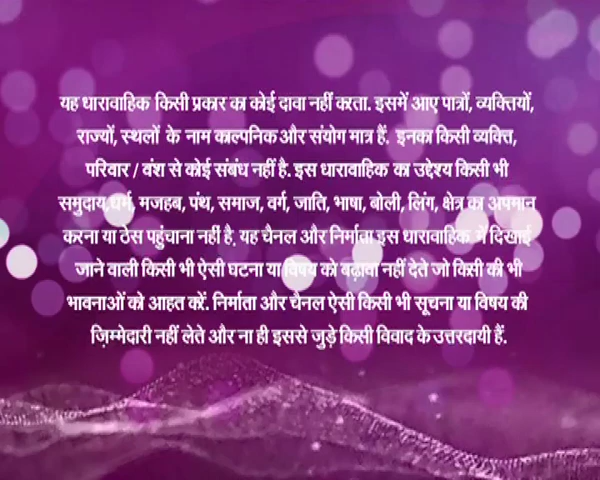 यह धारावाहिक किसी प्रकार का कोई दावा नहीं करता. इसमें आए पात्रों, व्यक्तियों,
राज्यों, स्थलों के नाम काल्पनिक और संयोग मात्र हैं. इनका किसी व्यक्ति,
परिवार / वंश से कोई संबंध नहीं है. इस धारावाहिक का उद्देश्य किसी भी
समुदाय,धर्म, मजहब, पंथ, समाज, वर्ग, जाति, भाषा, बोली, लिंग, क्षेत्र का अपमान
करना या ठेस पहुंचाना नहीं है. यह चैनल और निर्माता इस धारावाहिक में दिखाई
जाने वाली किसी भी ऐसी घटना या विषय को बढ़ावा नहीं देते जो किसी की भी
भावनाओं को आहत करें. निर्माता और चैनल ऐसी किसी भी सूचना या विषय की
ज़िम्मेदारी नहीं लेते और ना ही इससे जुड़े किसी विवाद के उत्तरदायी हैं.